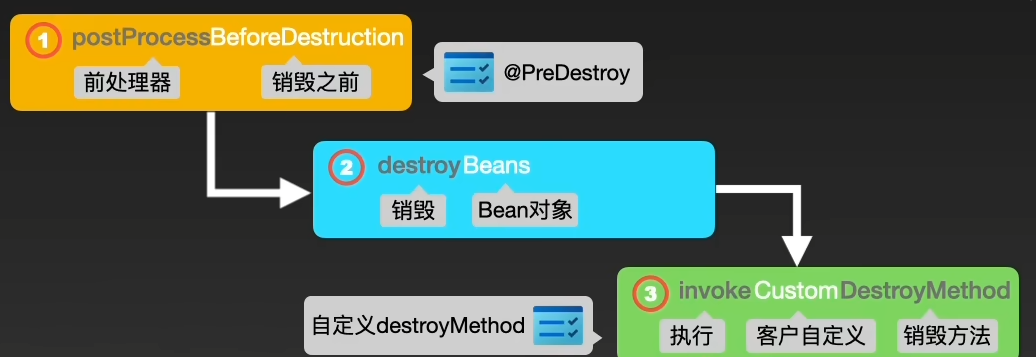 1 postProcessBeforeDestruction
前处理器 销毁之前
@PreDestroy
2 destroyBeans
销毁 Bean对象
3 invokeCustomDestroyMethod
自定义destroyMethod
执行 客户自定义 销毁方法